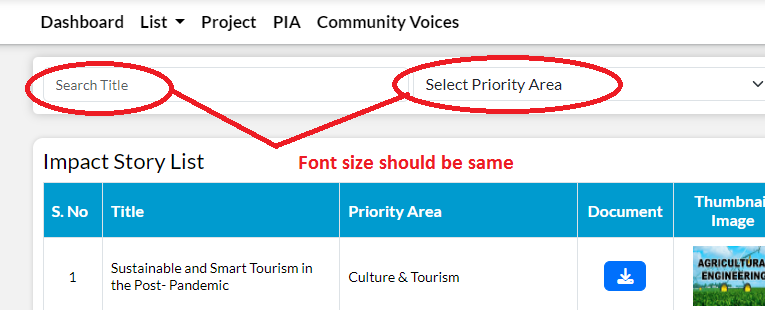 Dashboard List Project PIA Community Voices
Search Title Select Priority Area
Impact Story List Font size should be same
S. No Title Priority Area Document Thumbnai
Image
1 Sustainable and Smart Tourism in
the Post- Pandemic Culture & Tourism AGRICULTURA
ENGINEERING